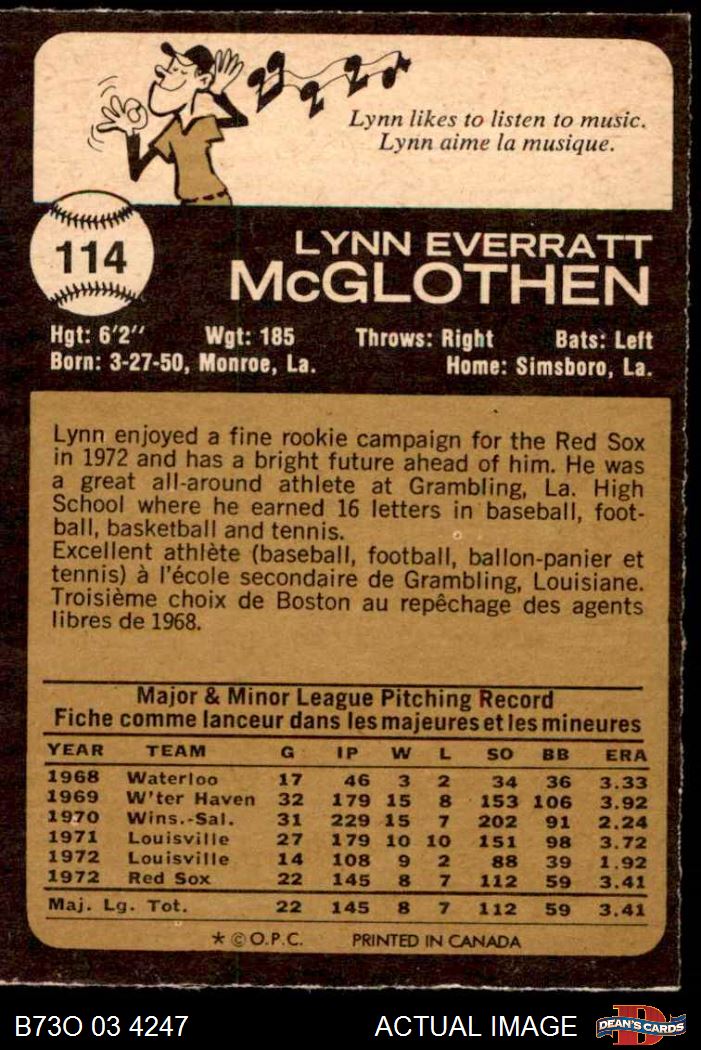 Lynn likes to listen to music.
Lynn aime la musique.
114
LYNN EVERRATT
McGLOTHEN
Hgt: 6'2" Wgt: 185 Throws: Right Bats: Left
Born: 3-27-50, Monroe, La. Home: Simsboro, La.
Lynn enjoyed a fine rookie campaign for the Red Sox
in 1972 and has a bright future ahead of him. He was
a great all-around athlete at Grambling, La. High
School where he earned 16 letters in baseball, foot-
ball, basketball and tennis.
Excellent athlète (baseball, football, ballon-panier et
tennis) à l'école secondaire de Grambling, Louisiane.
Troisième choix de Boston au repêchage des agents
libres de 1968.
Major & Minor League Pitching Record
Fiche comme lanceur dans les majeures et les mineures
YEAR TEAM G IP W L SO BB ERA
1968 Waterloo 17 46 3 2 34 36 3.33
1969 W'ter Haven 32 179 15 8 153 106 3.92
1970 Wins.-Sal. 31 229 15 7 202 91 2.24
1971 Louisville 27 179 10 10 151 98 3.72
1972 Louisville 14 108 9 2 88 39 1.92
1972 Red Sox 22 145 8 7 112 59 3.41
Maj. Lg. Tot. 22 145 8 7 112 59 3.41
* © O.P.C. PRINTED IN CANADA
B73O 03 4247 ACTUAL IMAGE DEAN'S CARDS